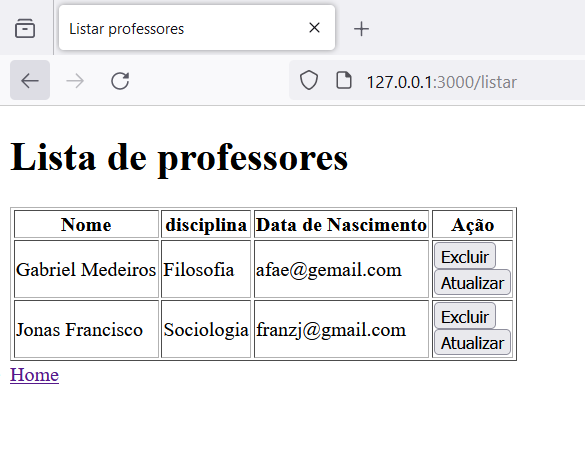 Listar professores
127.0.0.1:3000/listar
Lista de professores
Nome disciplina Data de Nascimento Ação
Gabriel Medeiros Filosofia afae@gemail.com Excluir
Atualizar
Jonas Francisco Sociologia franzj@gmail.com Excluir
Atualizar
Home